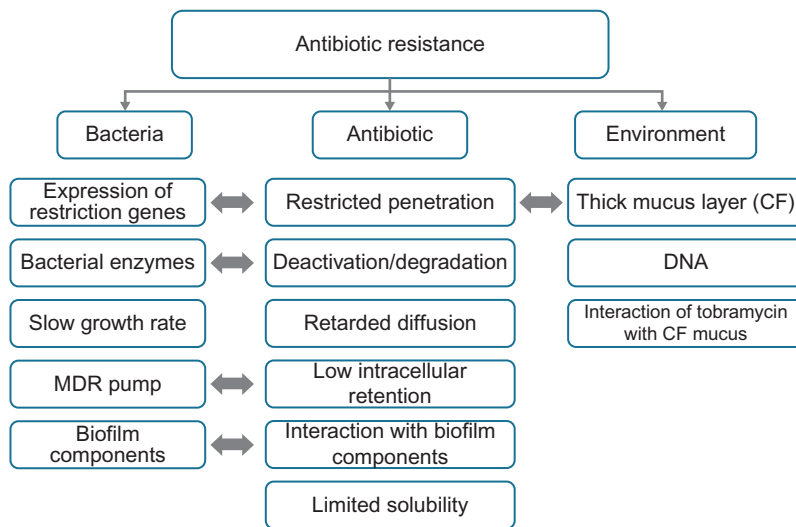 Antibiotic resistance
Bacteria
Antibiotic
Environment
Expression of
restriction genes
Restricted penetration
Thick mucus layer (CF)
Bacterial enzymes
Deactivation/degradation
DNA
Slow growth rate
Retarded diffusion
Interaction of tobramycin
with CF mucus
MDR pump
Low intracellular
retention
Biofilm
components
Interaction with biofilm
components
Limited solubility